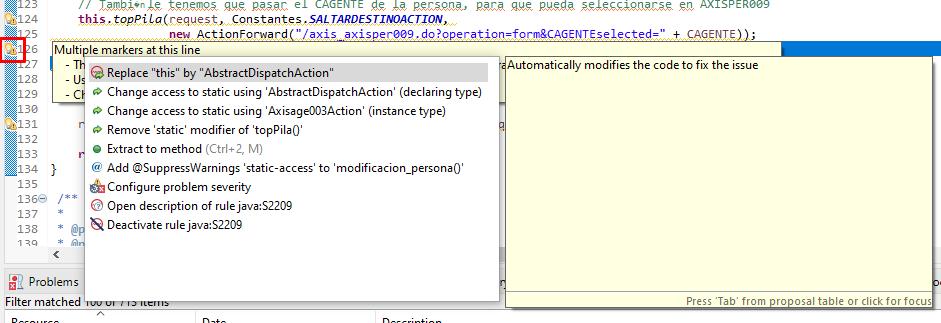 123 // Tambi�n le tenemos que pasar el CAGENTE de la persona, para que pueda seleccionarse en AXISPER009
124 this.topPila(request, Constantes.SALTARDESTINOACTION,
125 new ActionForward("/axis_axisper009.do?operation=form&CAGENTEselected=" + CAGENTE));
126 Multiple markers at this line
127 - Th
128 - Us
129 - Ch
Replace "this" by "AbstractDispatchAction"
Change access to static using 'AbstractDispatchAction' (declaring type)
Change access to static using 'Axisage003Action' (instance type)
Remove 'static' modifier of 'topPila()'
Extract to method (Ctrl+2, M)
Add @SuppressWarnings 'static-access' to 'modificacion_persona()'
Configure problem severity
Open description of rule java:S2209
Deactivate rule java:S2209
Automatically modifies the code to fix the issue
Press 'Tab' from proposal table or click for focus
130
131
132
133
134 }
135
136 /**
137 *
138 * @p
139
Problems
Filter matched 100 of 713 items
Resource
Date
Description